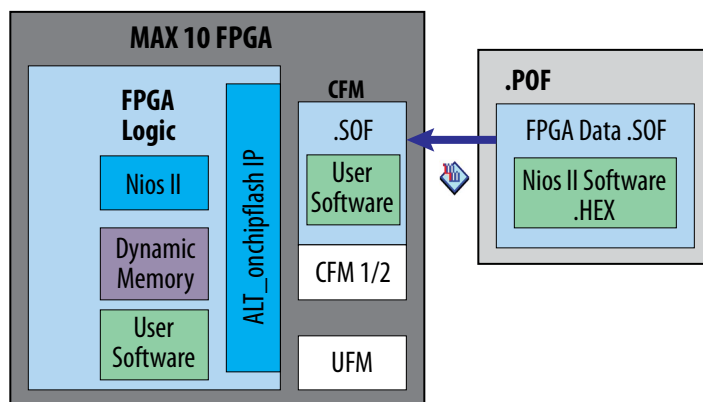 MAX 10 FPGA
FPGA
Logic
Nios II
Dynamic
Memory
User
Software
ALT_onchipflash IP
CFM
.SOF
User
Software
CFM 1/2
UFM
.POF
FPGA Data .SOF
Nios II Software
.HEX